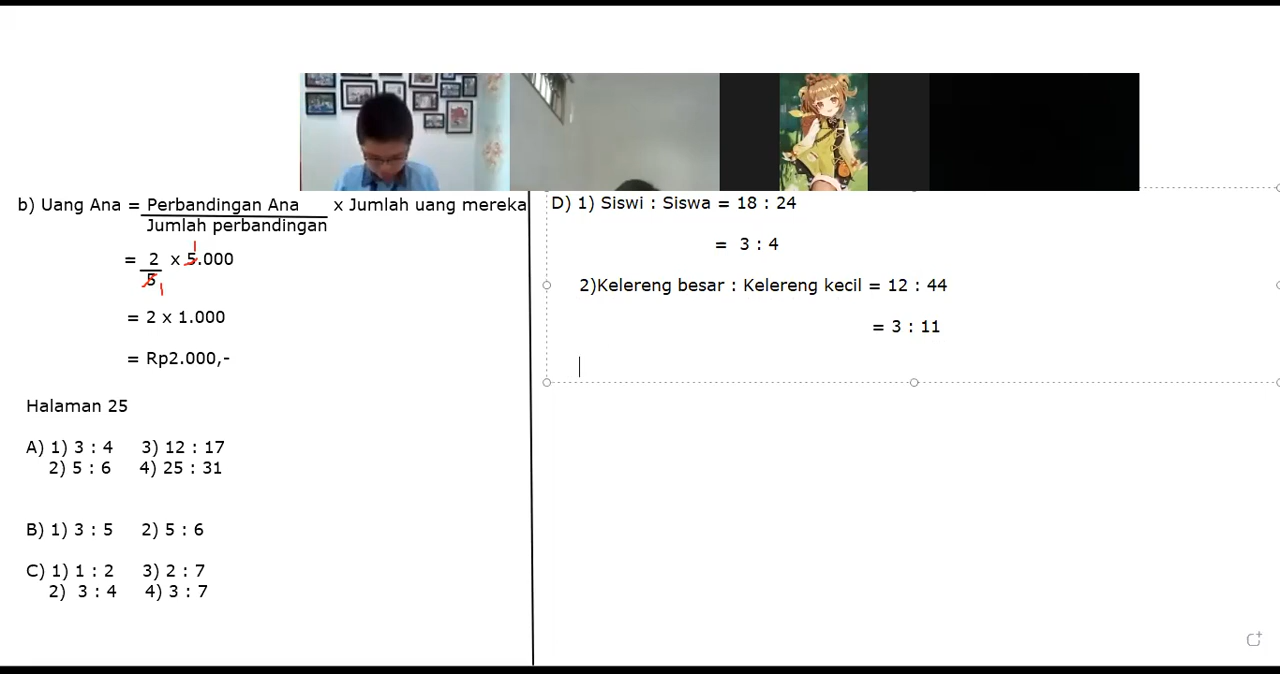 b) Uang Ana = Perbandingan Ana x Jumlah uang mereka
Jumlah perbandingan
1
= 2 x 5.000
5 1
= 2 x 1.000
= Rp2.000,-
Halaman 25
A) 1) 3 : 4 3) 12 : 17
2) 5 : 6 4) 25 : 31
B) 1) 3 : 5 2) 5 : 6
C) 1) 1 : 2 3) 2 : 7
2) 3 : 4 4) 3 : 7
D) 1) Siswi : Siswa = 18 : 24
= 3 : 4
2)Kelereng besar : Kelereng kecil = 12 : 44
= 3 : 11